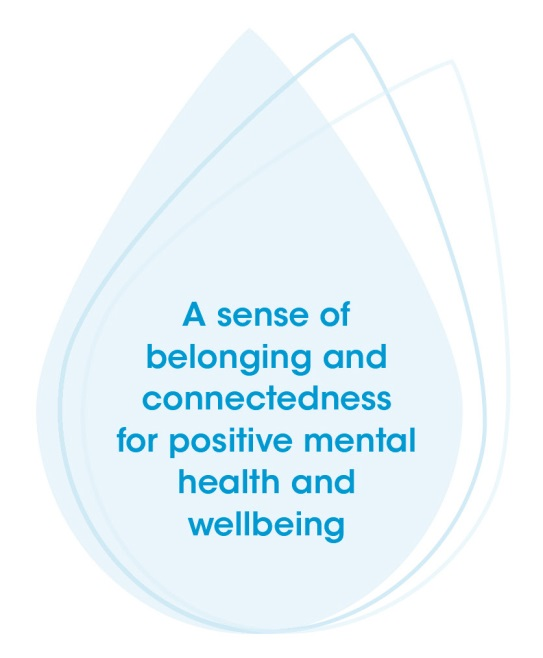 A sense of
belonging and
connectedness
for positive mental
health and
wellbeing